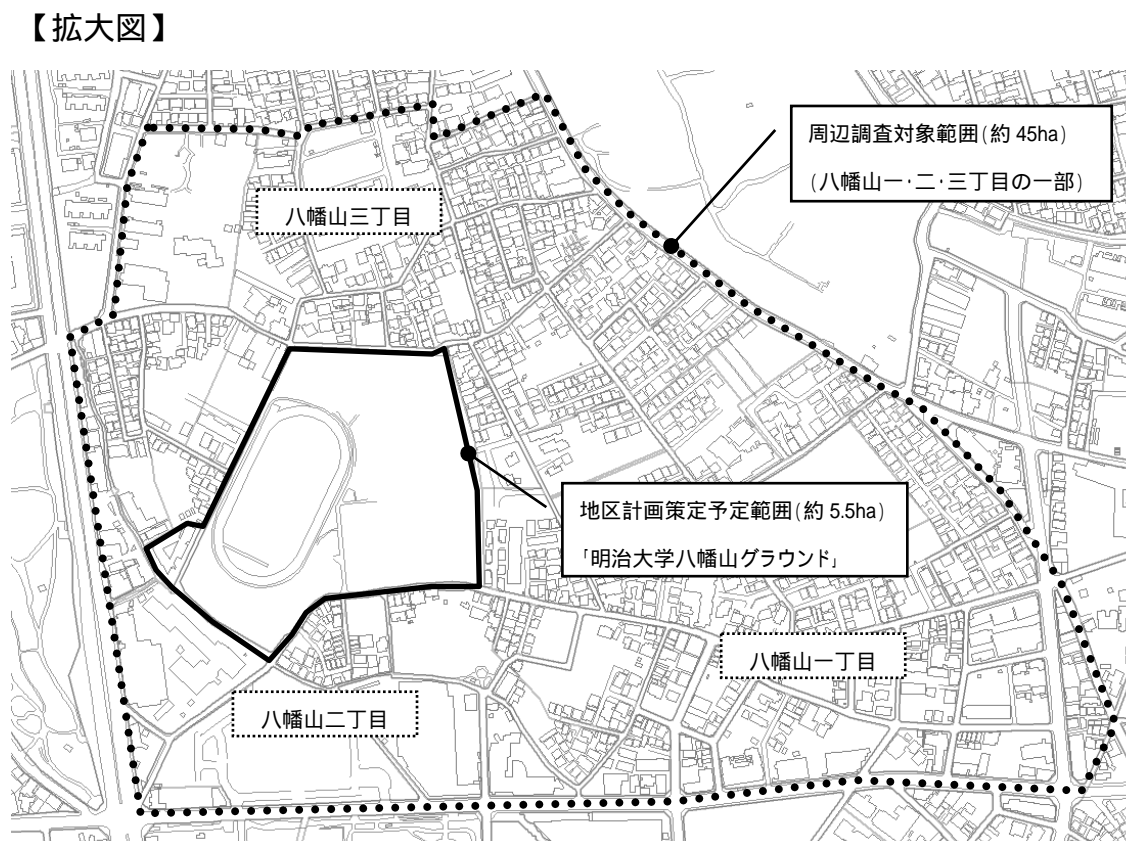 【拡大図】
周辺調査対象範囲(約 45ha)
(八幡山一・二・三丁目の一部)
八幡山三丁目
地区計画策定予定範囲(約 5.5ha)
「明治大学八幡山グラウンド」
八幡山一丁目
八幡山二丁目